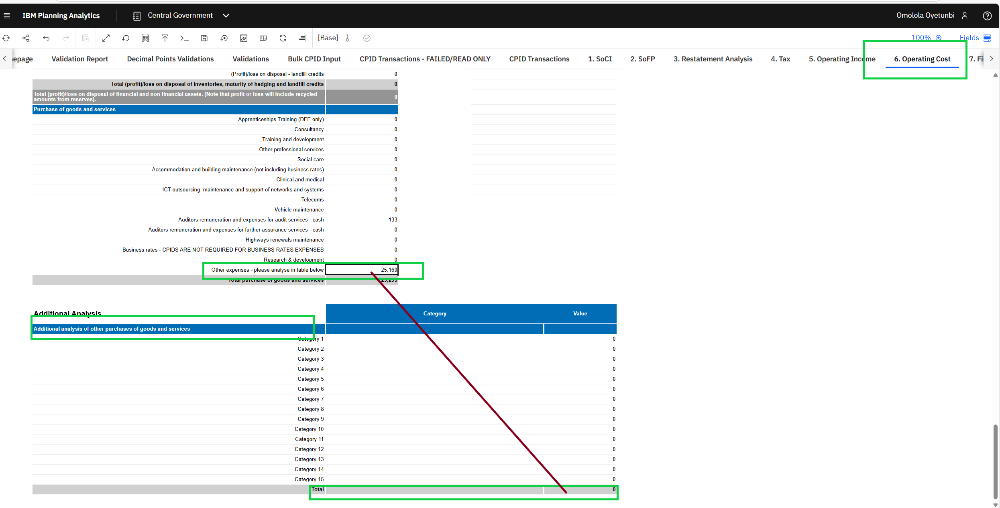 IBM Planning Analytics Central Government Omolola Oyetunbi
[Base] 100% Fields
epage Validation Report Decimal Points Validations Validations Bulk CPID Input CPID Transactions - FAILED/READ ONLY CPID Transactions 1. SoCI 2. SoFP 3. Restatement Analysis 4. Tax 5. Operating Income 6. Operating Cost 7. Fi
(Profit)/loss on disposal - landfill credits 0
Total (profit)/loss on disposal of inventories, maturity of hedging and landfill credits 0
Total (profit)/loss on disposal of financial and non financial assets. (Note that profit or loss will include recycled
amounts from reserves). 0
Purchase of goods and services
Apprenticeships Training (DFE only) 0
Consultancy 0
Training and development 0
Other professional services 0
Social care 0
Accommodation and building maintenance (not including business rates) 0
Clinical and medical 0
ICT outsourcing, maintenance and support of networks and systems 0
Telecoms 0
Vehicle maintenance 0
Auditors remuneration and expenses for audit services - cash 133
Auditors remuneration and expenses for further assurance services - cash 0
Highways renewals maintenance 0
Business rates - CPIDS ARE NOT REQUIRED FOR BUSINESS RATES EXPENSES 0
Research & development 0
Other expenses - please analyse in table below 25,160
Total purchase of goods and services 25,293
Additional Analysis Category Value
Additional analysis of other purchases of goods and services
Category 1 0
Category 2 0
Category 3 0
Category 4 0
Category 5 0
Category 6 0
Category 7 0
Category 8 0
Category 9 0
Category 10 0
Category 11 0
Category 12 0
Category 13 0
Category 14 0
Category 15 0
Total 0